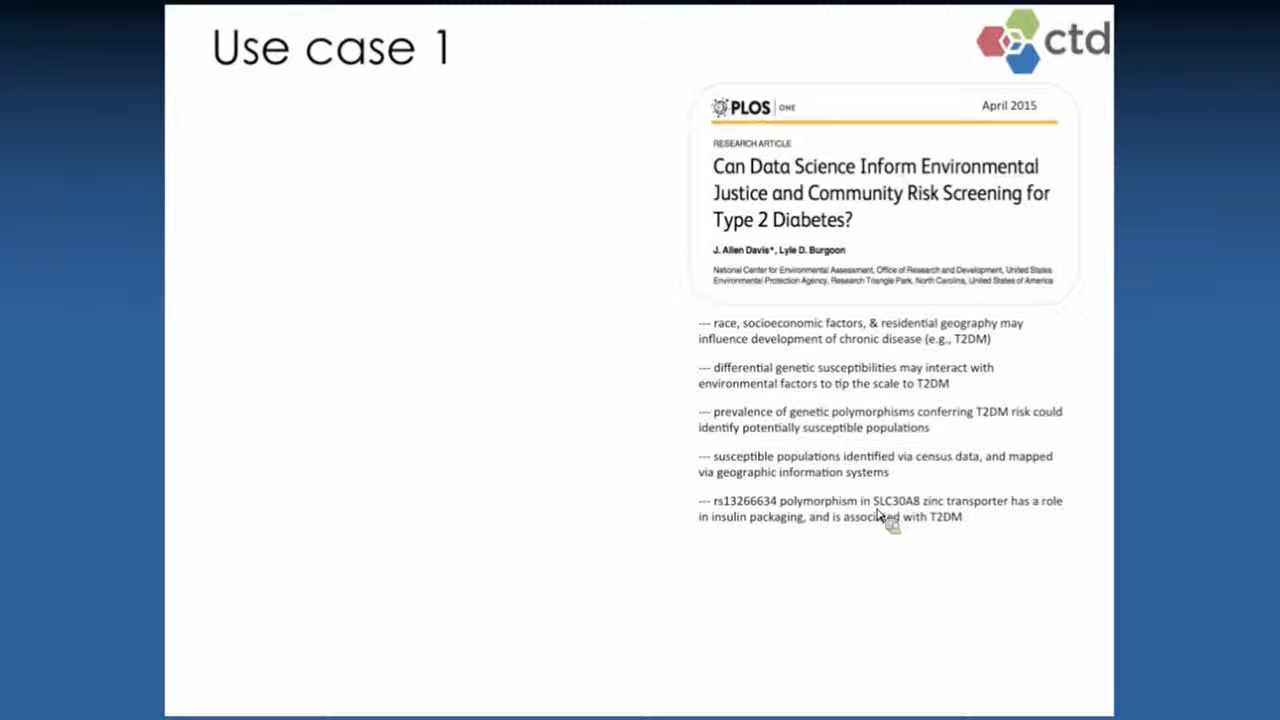 Use case 1
ctd
PLOS ONE
April 2015
RESEARCH ARTICLE
Can Data Science Inform Environmental
Justice and Community Risk Screening for
Type 2 Diabetes?
J. Allen Davis*, Lyle D. Burgoon
National Center for Environmental Assessment, Office of Research and Development, United States
Environmental Protection Agency, Research Triangle Park, North Carolina, United States of America
--- race, socioeconomic factors, & residential geography may
influence development of chronic disease (e.g., T2DM)
--- differential genetic susceptibilities may interact with
environmental factors to tip the scale to T2DM
--- prevalence of genetic polymorphisms conferring T2DM risk could
identify potentially susceptible populations
--- susceptible populations identified via census data, and mapped
via geographic information systems
--- rs13266634 polymorphism in SLC30A8 zinc transporter has a role
in insulin packaging, and is associated with T2DM